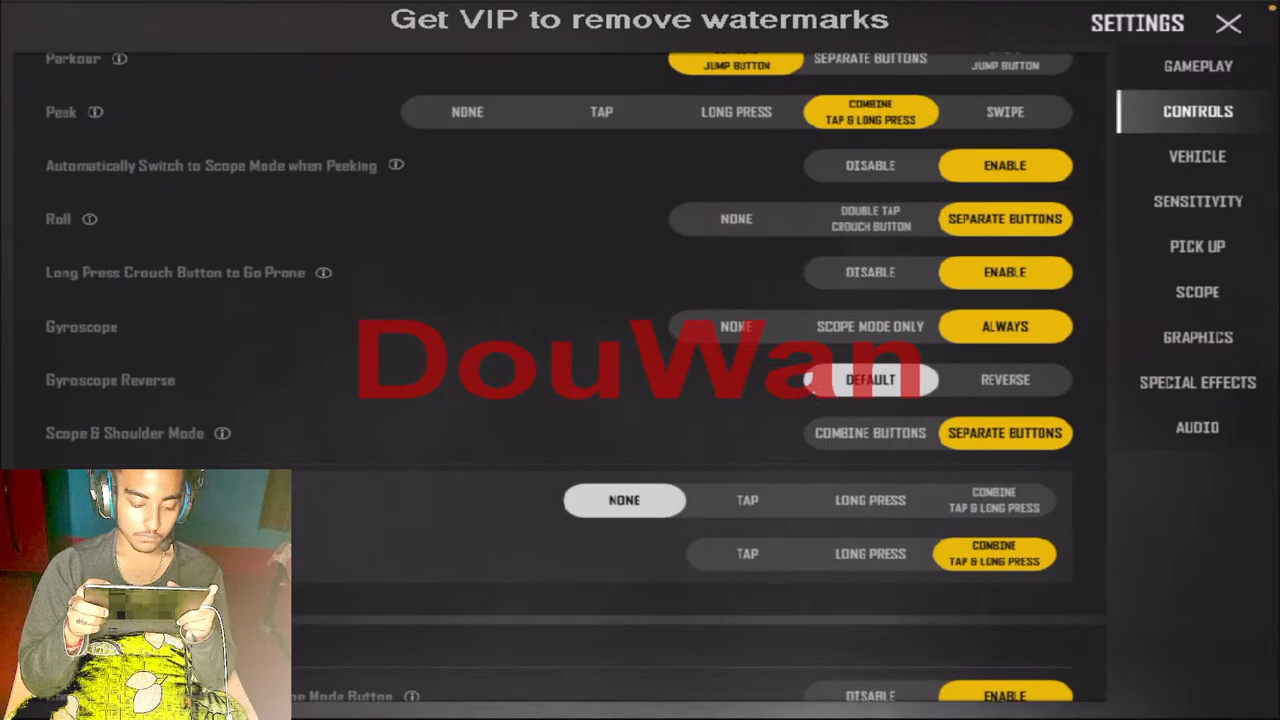 Get VIP to remove watermarks
SETTINGS
Parkour
JUMP BUTTON
SEPARATE BUTTONS
JUMP BUTTON
GAMEPLAY
Peek
NONE
TAP
LONG PRESS
COMBINE
TAP & LONG PRESS
SWIPE
CONTROLS
Automatically Switch to Scope Mode when Peeking
DISABLE
ENABLE
VEHICLE
SENSITIVITY
Roll
NONE
DOUBLE TAP
CROUCH BUTTON
SEPARATE BUTTONS
PICK UP
Long Press Crouch Button to Go Prone
DISABLE
ENABLE
SCOPE
Gyroscope
NONE
SCOPE MODE ONLY
ALWAYS
GRAPHICS
DouWan
Gyroscope Reverse
DEFAULT
REVERSE
SPECIAL EFFECTS
Scope & Shoulder Mode
COMBINE BUTTONS
SEPARATE BUTTONS
AUDIO
NONE
TAP
LONG PRESS
COMBINE
TAP & LONG PRESS
TAP
LONG PRESS
COMBINE
TAP & LONG PRESS
Mode Button
DISABLE
ENABLE